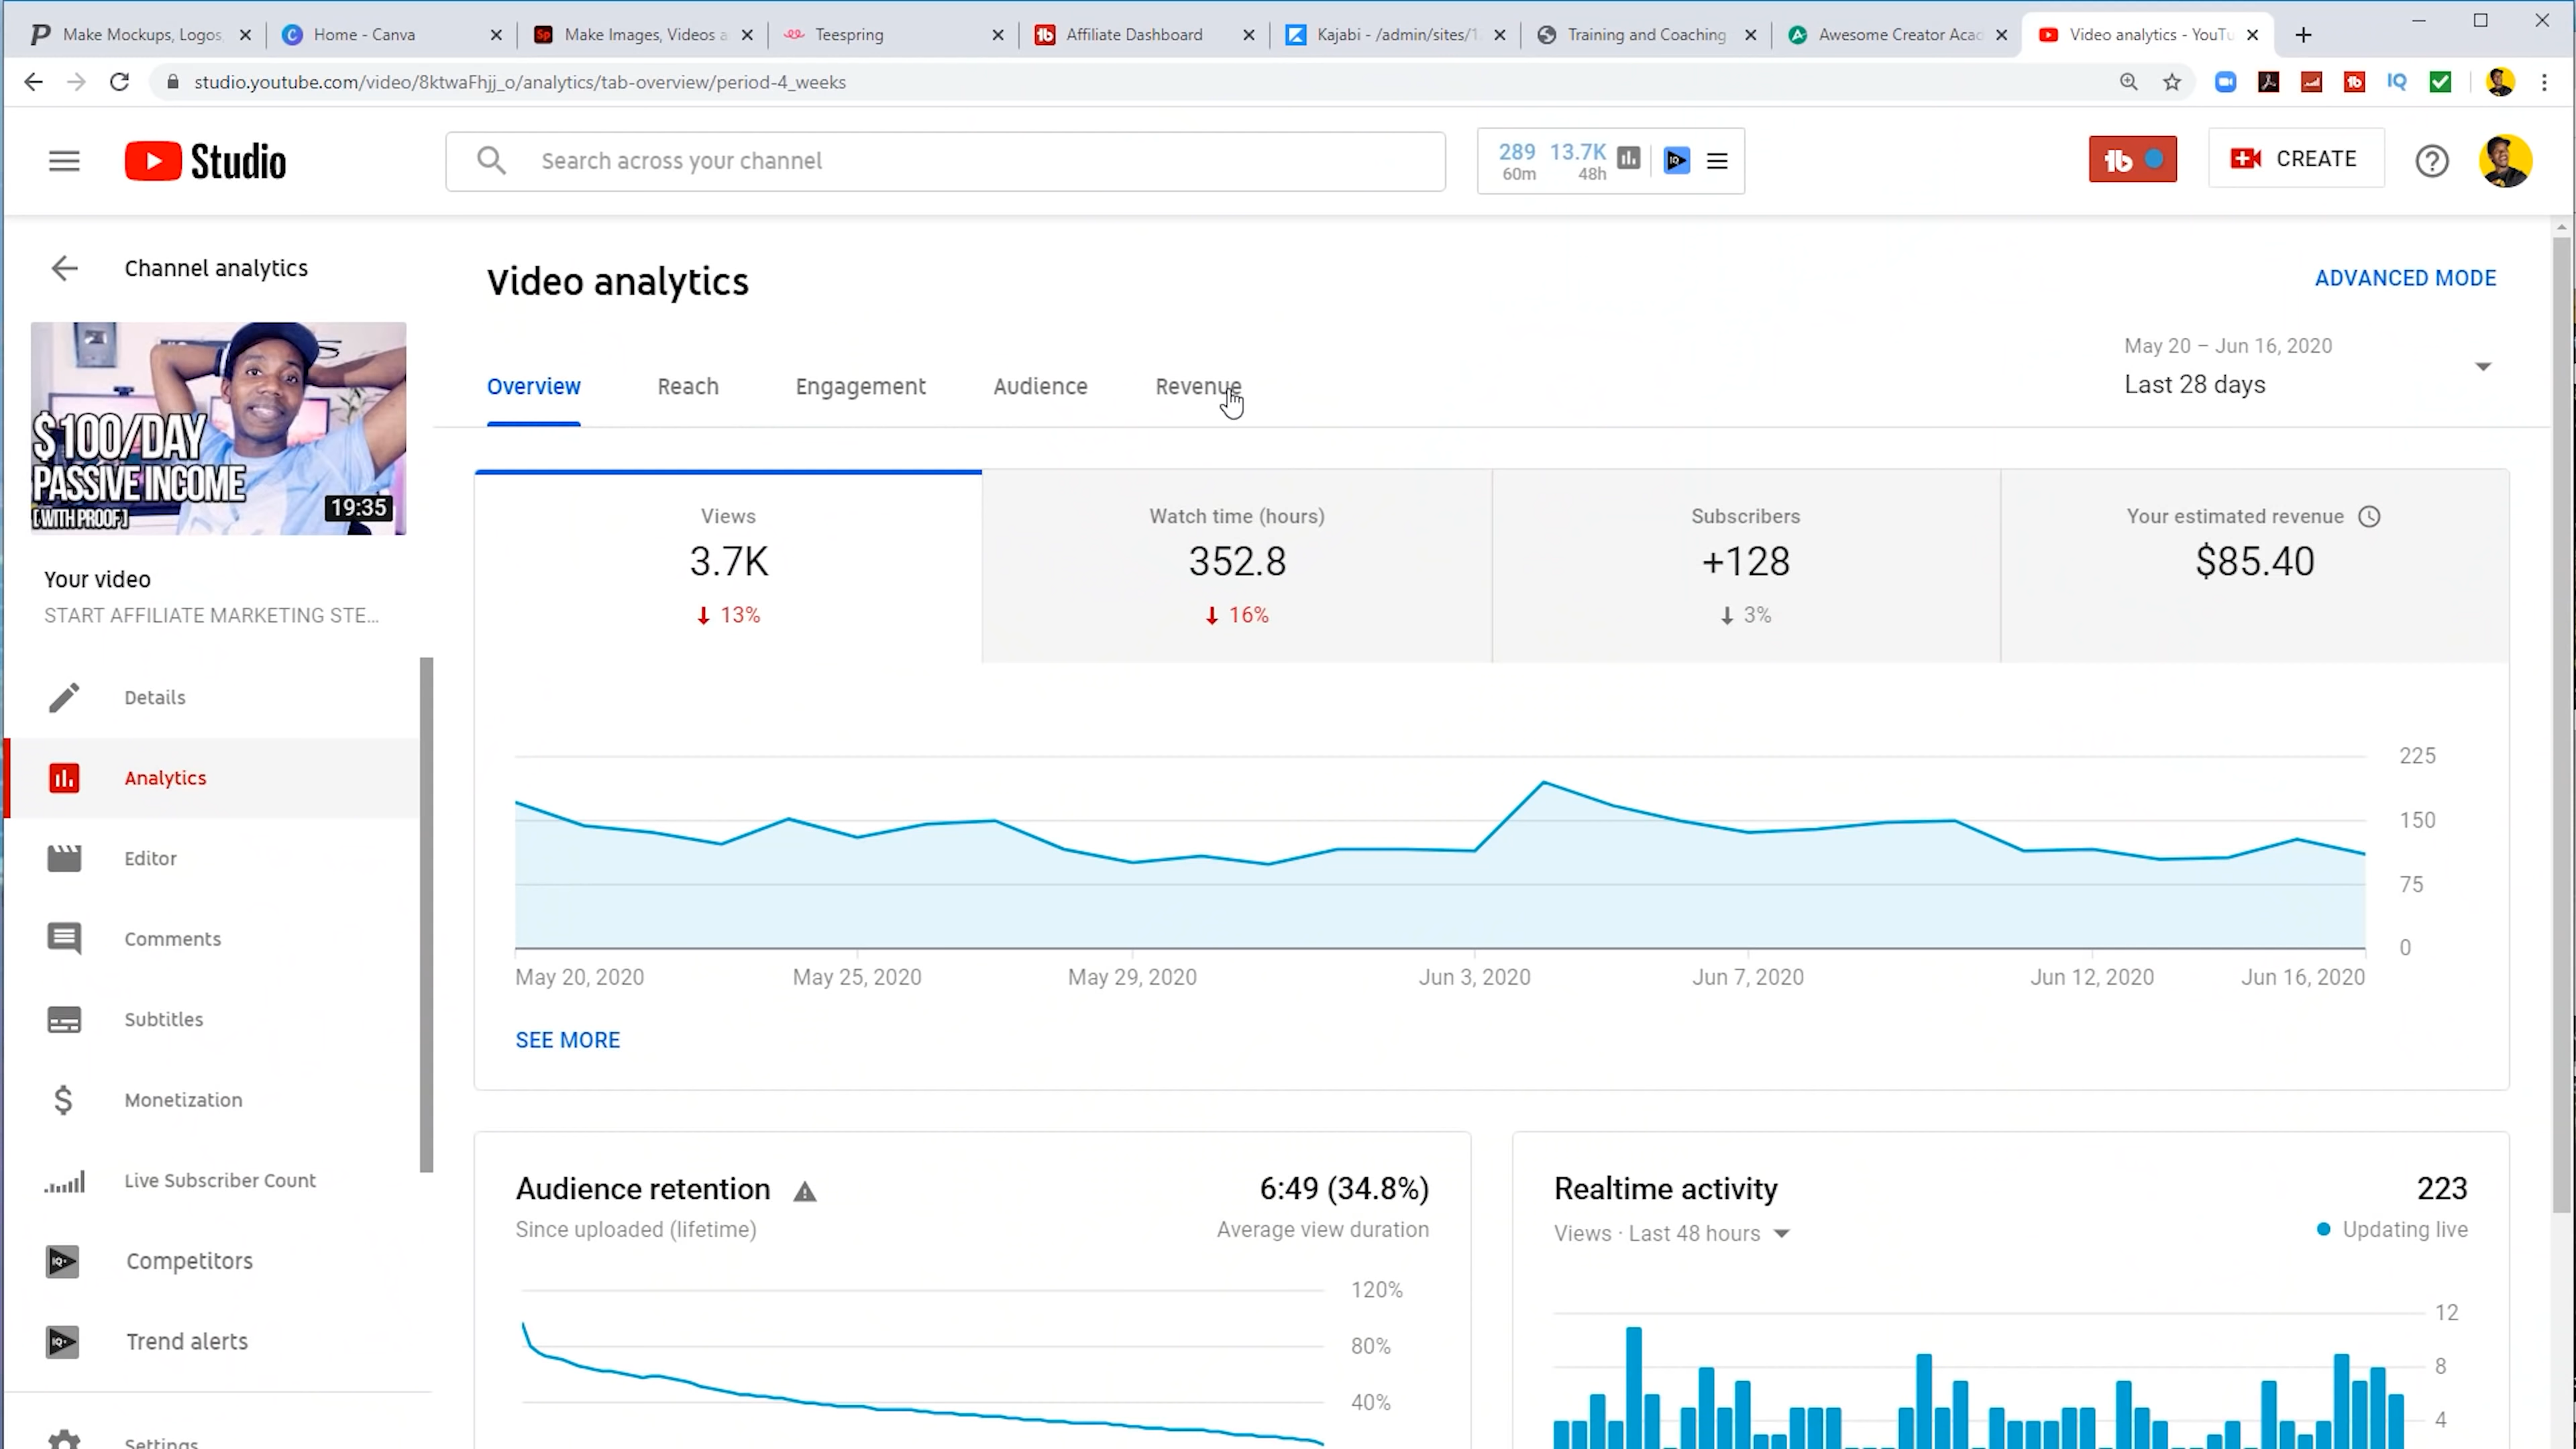 Make Mockups, Logos,
Home - Canva
Make Images, Videos a
Teespring
Affiliate Dashboard
Kajabi - /admin/sites/1
Training and Coaching
Awesome Creator Acad
Video analytics - YouTu
studio.youtube.com/video/8ktwaFhjj_o/analytics/tab-overview/period-4_weeks
Studio
Search across your channel
289 13.7K
60m 48h
CREATE
Channel analytics
$100/DAY
PASSIVE INCOME
[WITH PROOF]
19:35
Your video
START AFFILIATE MARKETING STE...
Details
Analytics
Editor
Comments
Subtitles
Monetization
Live Subscriber Count
Competitors
Trend alerts
Settings
Video analytics
ADVANCED MODE
Overview Reach Engagement Audience Revenue
May 20 – Jun 16, 2020
Last 28 days
Views
3.7K
13%
Watch time (hours)
352.8
16%
Subscribers
+128
3%
Your estimated revenue
$85.40
225
150
75
0
May 20, 2020 May 25, 2020 May 29, 2020 Jun 3, 2020 Jun 7, 2020 Jun 12, 2020 Jun 16, 2020
SEE MORE
Audience retention
6:49 (34.8%)
Since uploaded (lifetime)
Average view duration
120%
80%
40%
Realtime activity
223
Views · Last 48 hours
Updating live
12
8
4